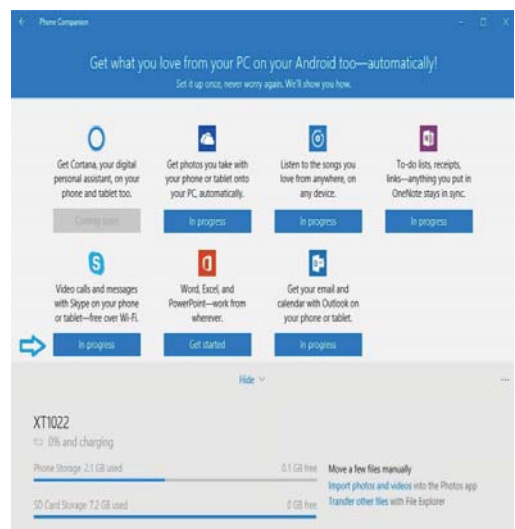 Phone Companion
Get what you love from your PC on your Android too—automatically!
Set it up once, never worry again. We'll show you how.
Get Cortana, your digital
personal assistant, on your
phone and tablet too.
Coming soon
Get photos you take with
your phone or tablet onto
your PC, automatically.
In progress
Listen to the songs you
love from anywhere, on
any device.
In progress
To-do lists, receipts,
links—anything you put in
OneNote stays in sync.
In progress
Video calls and messages
with Skype on your phone
or tablet—free over Wi-Fi.
In progress
Word, Excel, and
PowerPoint—work from
wherever.
Get started
Get your email and
calendar with Outlook on
your phone or tablet.
In progress
Hide
XT1022
0% and charging
Phone Storage 2.1 GB used 0.1 GB free
SD Card Storage 7.2 GB used 0 GB free
Move a few files manually
Import photos and videos into the Photos app
Transfer other files with File Explorer